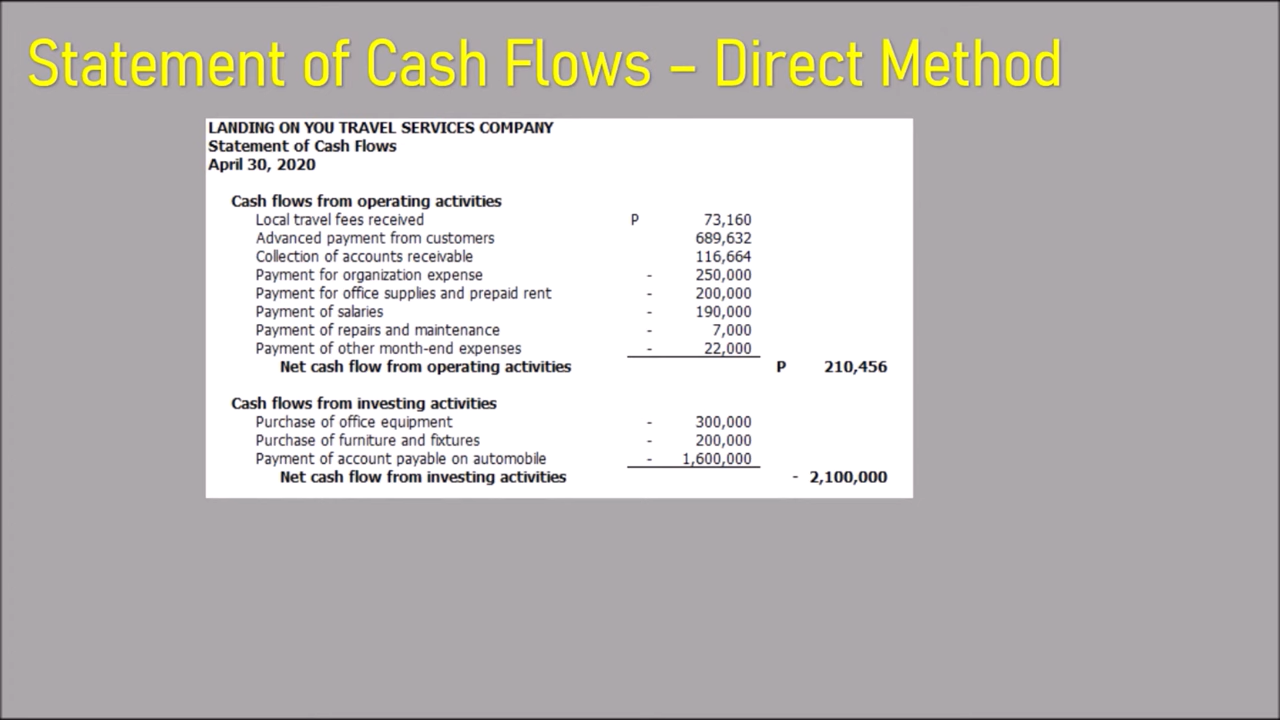 Statement of Cash Flows – Direct Method
LANDING ON YOU TRAVEL SERVICES COMPANY
Statement of Cash Flows
April 30, 2020
Cash flows from operating activities
Local travel fees received P 73,160
Advanced payment from customers 689,632
Collection of accounts receivable 116,664
Payment for organization expense - 250,000
Payment for office supplies and prepaid rent - 200,000
Payment of salaries - 190,000
Payment of repairs and maintenance - 7,000
Payment of other month-end expenses - 22,000
Net cash flow from operating activities P 210,456
Cash flows from investing activities
Purchase of office equipment - 300,000
Purchase of furniture and fixtures - 200,000
Payment of account payable on automobile - 1,600,000
Net cash flow from investing activities - 2,100,000